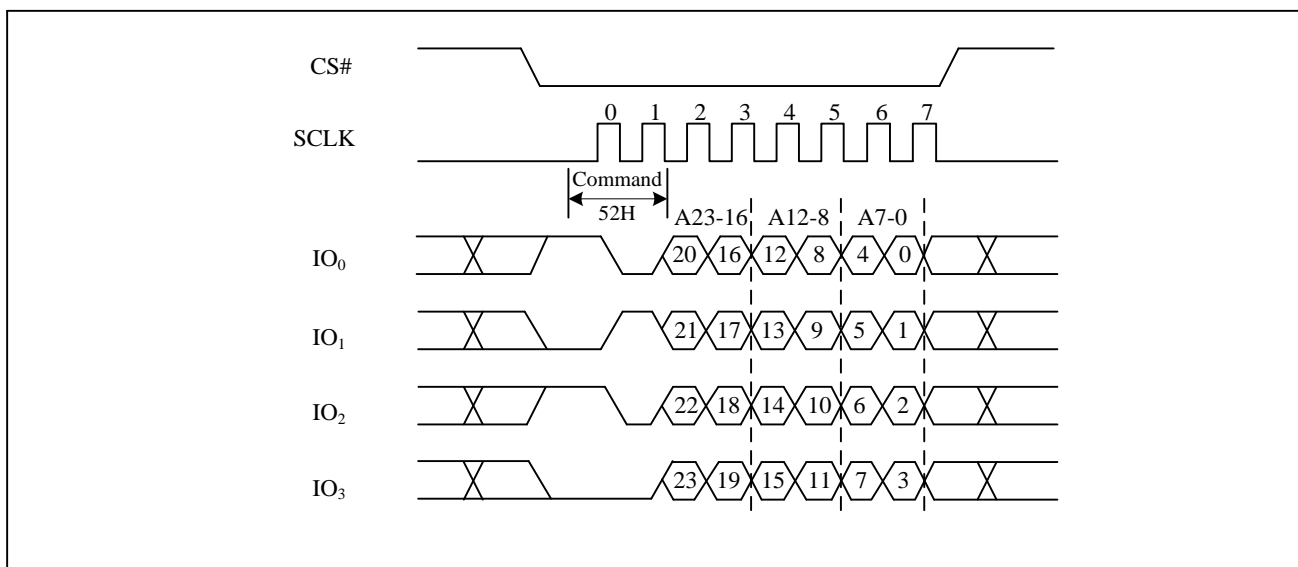 CS#
0 1 2 3 4 5 6 7
SCLK
Command
52H
A23-16 A12-8 A7-0
IO0 20 16 12 8 4 0
IO1 21 17 13 9 5 1
IO2 22 18 14 10 6 2
IO3 23 19 15 11 7 3